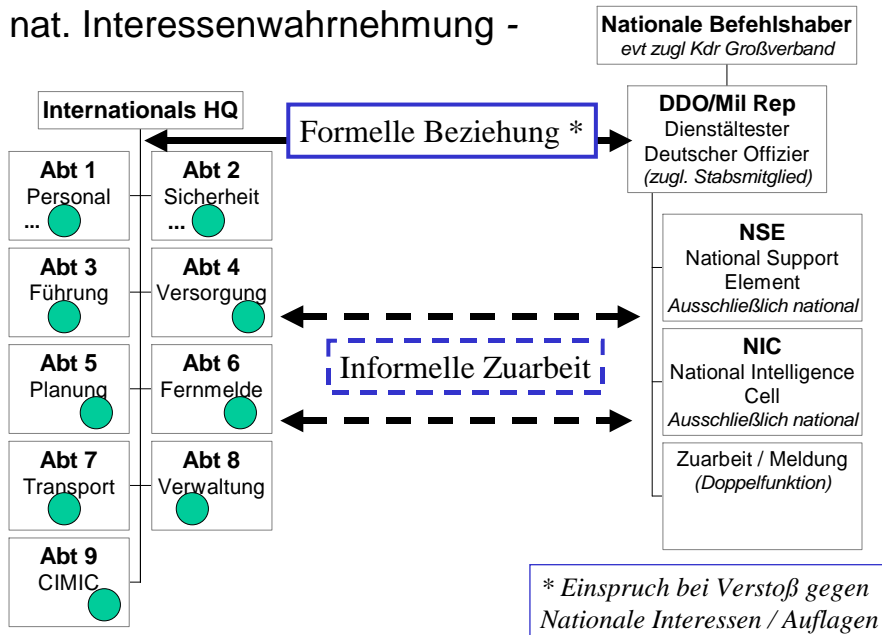 nat. Interessenwahrnehmung -
Nationale Befehlshaber
evt zugl Kdr Großverband
Internationals HQ
Formelle Beziehung *
DDO/Mil Rep
Dienstältester
Deutscher Offizier
(zugl. Stabsmitglied)
Abt 1
Personal
...
Abt 2
Sicherheit
...
Abt 3
Führung
Abt 4
Versorgung
Abt 5
Planung
Abt 6
Fernmelde
Abt 7
Transport
Abt 8
Verwaltung
Abt 9
CIMIC
Informelle Zuarbeit
NSE
National Support
Element
Ausschließlich national
NIC
National Intelligence
Cell
Ausschließlich national
Zuarbeit / Meldung
(Doppelfunktion)
* Einspruch bei Verstoß gegen
Nationale Interessen / Auflagen